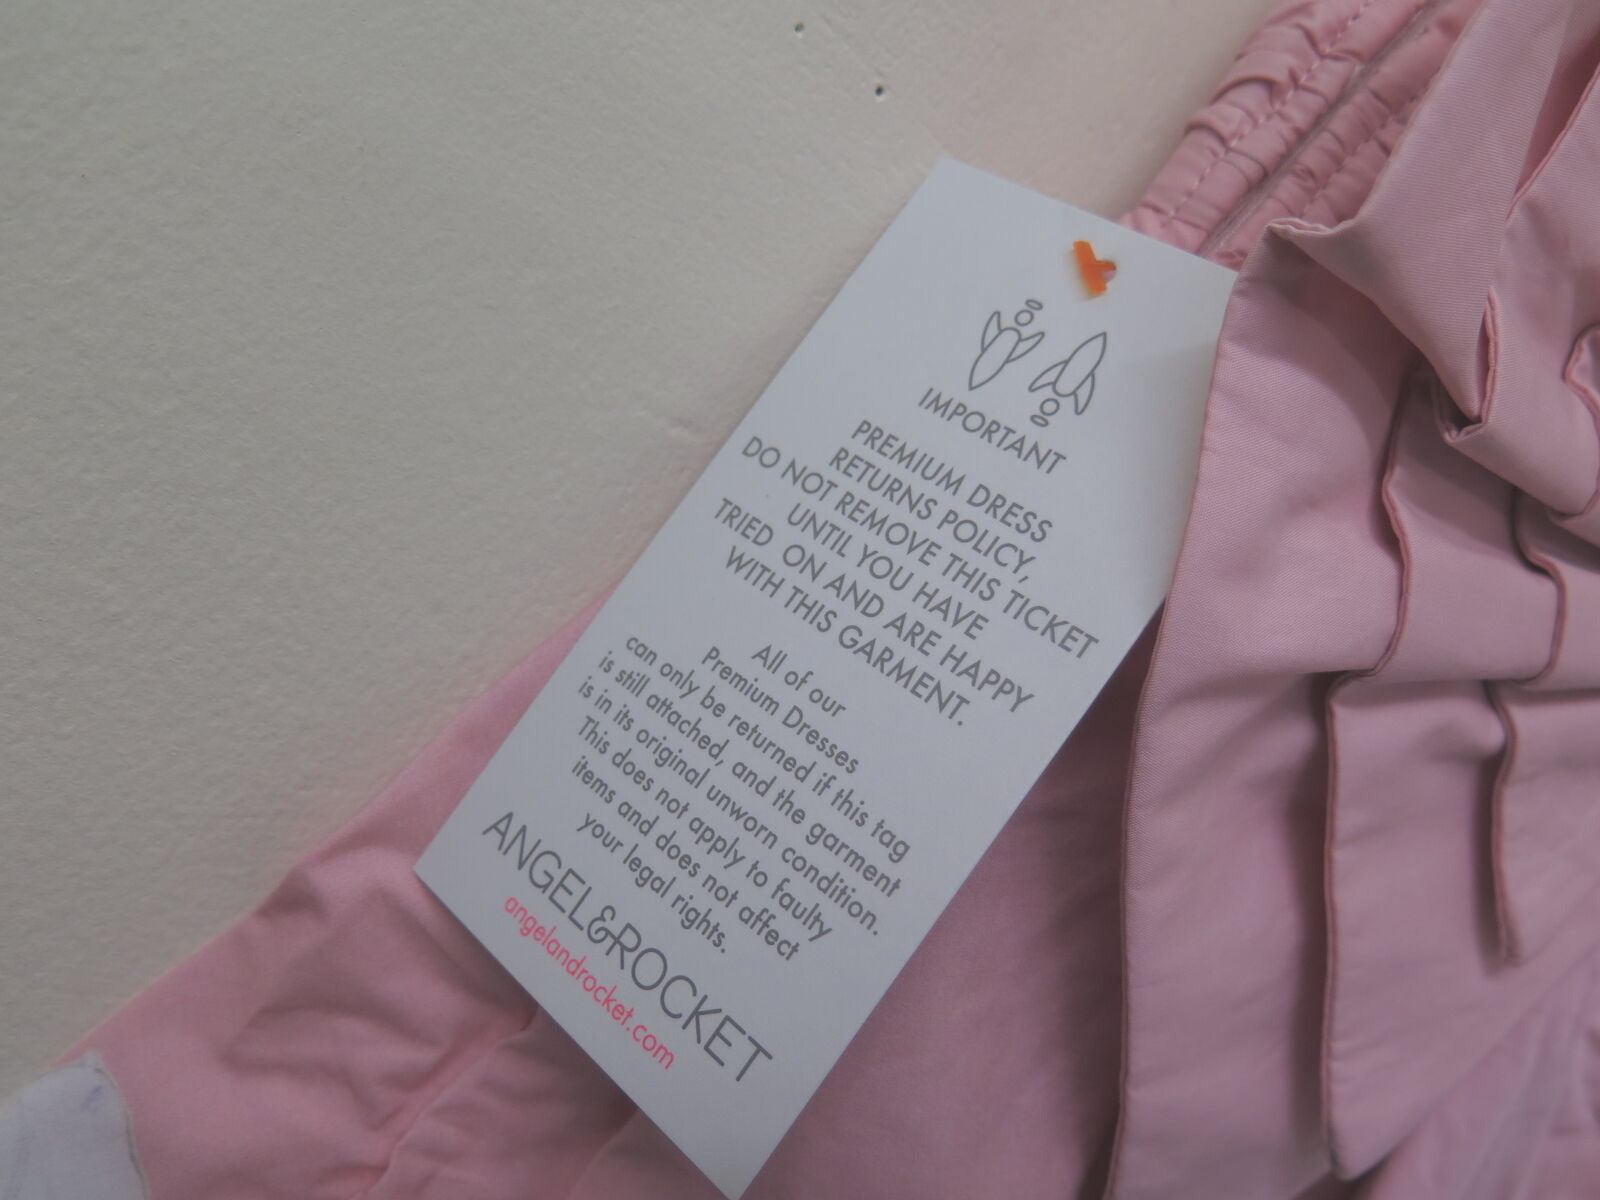 IMPORTANT
PREMIUM DRESS
RETURNS POLICY,
DO NOT REMOVE THIS TICKET
UNTIL YOU HAVE
TRIED ON AND ARE HAPPY
WITH THIS GARMENT.
All of our
Premium Dresses
can only be returned if this tag
is still attached, and the garment
is in its original unworn condition.
This does not apply to faulty
items and does not affect
your legal rights.
ANGEL&ROCKET
angelandrocket.com